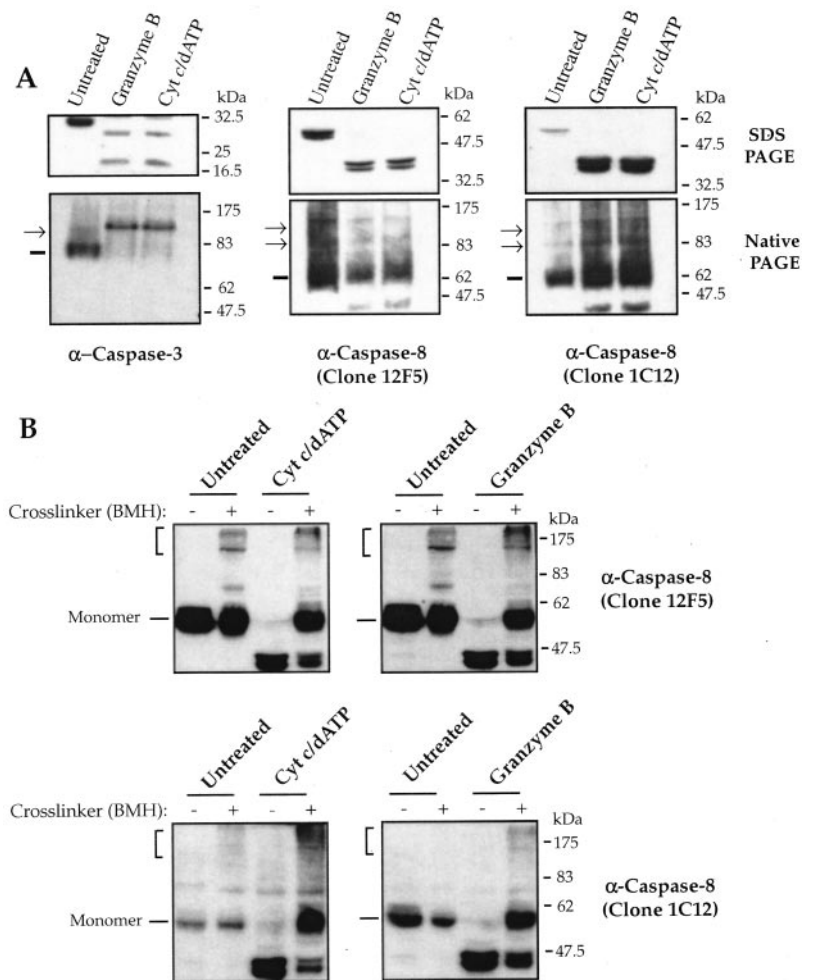 A
Untreated
Granzyme B
Cyt c/dATP
kDa
32.5
25
16.5
175
83
62
47.5
α–Caspase-3
Untreated
Granzyme B
Cyt c/dATP
kDa
62
47.5
32.5
175
83
62
47.5
α-Caspase-8
(Clone 12F5)
Untreated
Granzyme B
Cyt c/dATP
kDa
62
47.5
32.5
175
83
62
47.5
α-Caspase-8
(Clone 1C12)
SDS
PAGE
Native
PAGE
B
Untreated
Cyt c/dATP
Untreated
Granzyme B
Crosslinker (BMH): - + - + - + - +
kDa
175
83
62
47.5
Monomer
α-Caspase-8
(Clone 12F5)
Untreated
Cyt c/dATP
Untreated
Granzyme B
Crosslinker (BMH): - + - + - + - +
kDa
175
83
62
47.5
Monomer
α-Caspase-8
(Clone 1C12)